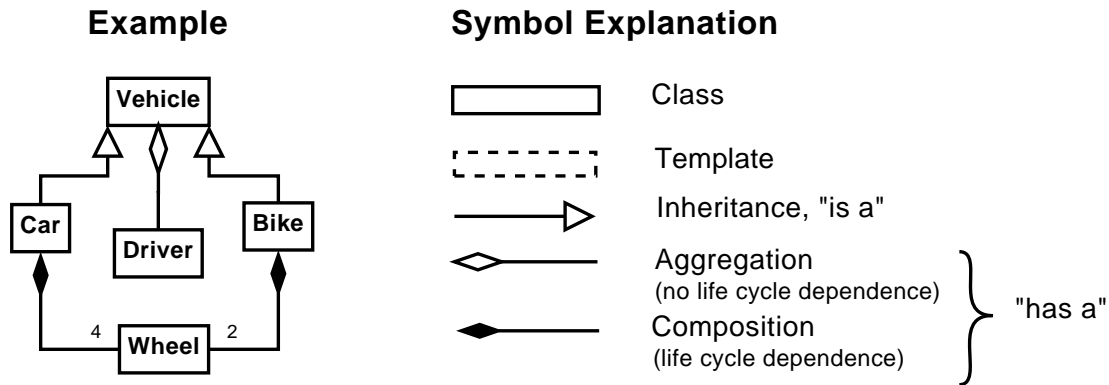 Example
Vehicle
Car
Driver
Bike
4
Wheel
2
Symbol Explanation
Class
Template
Inheritance, "is a"
Aggregation
(no life cycle dependence)
Composition
(life cycle dependence)
"has a"